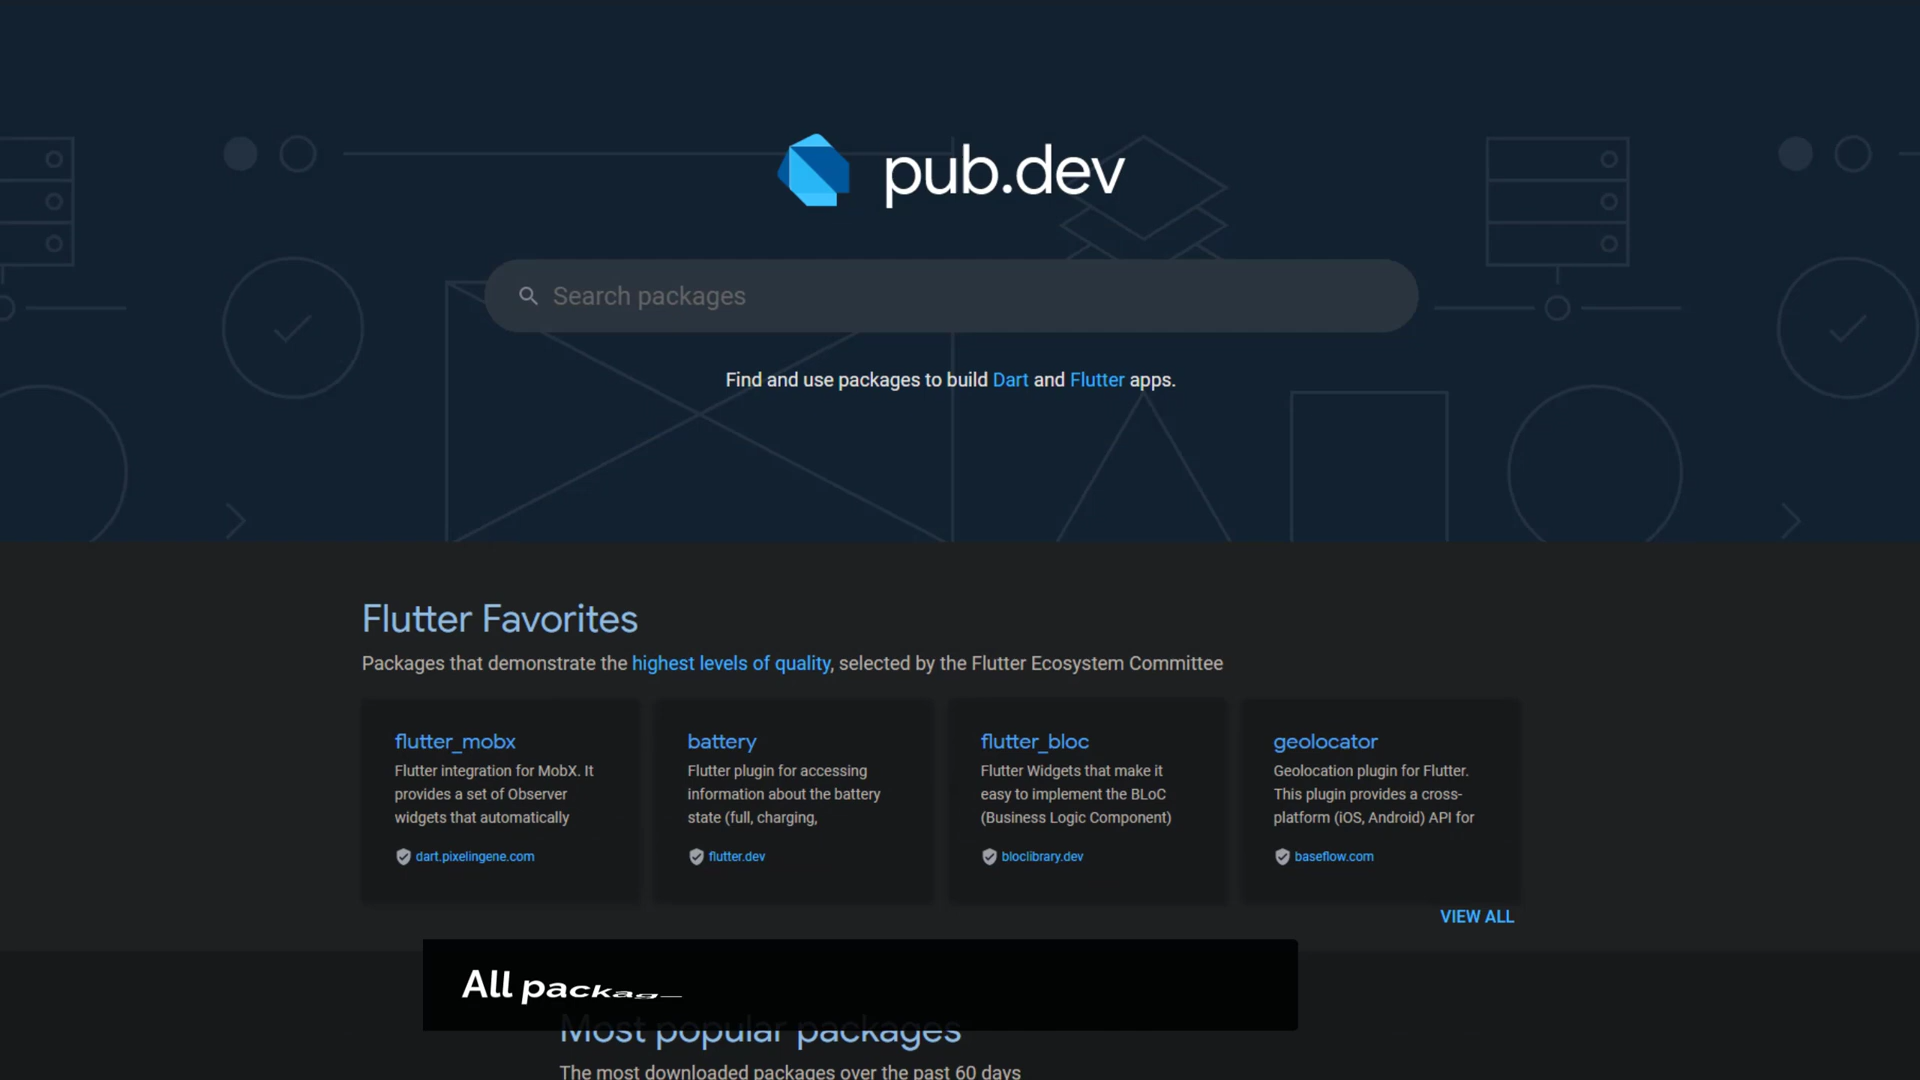 pub.dev
Search packages
Find and use packages to build Dart and Flutter apps.
Flutter Favorites
Packages that demonstrate the highest levels of quality, selected by the Flutter Ecosystem Committee
flutter_mobx
Flutter integration for MobX. It
provides a set of Observer
widgets that automatically
dart.pixelingene.com
battery
Flutter plugin for accessing
information about the battery
state (full, charging,
flutter.dev
flutter_bloc
Flutter Widgets that make it
easy to implement the BLoC
(Business Logic Component)
bloclibrary.dev
geolocator
Geolocation plugin for Flutter.
This plugin provides a cross-
platform (iOS, Android) API for
baseflow.com
VIEW ALL
All packag
Most popular packages
The most downloaded packages over the past 60 days